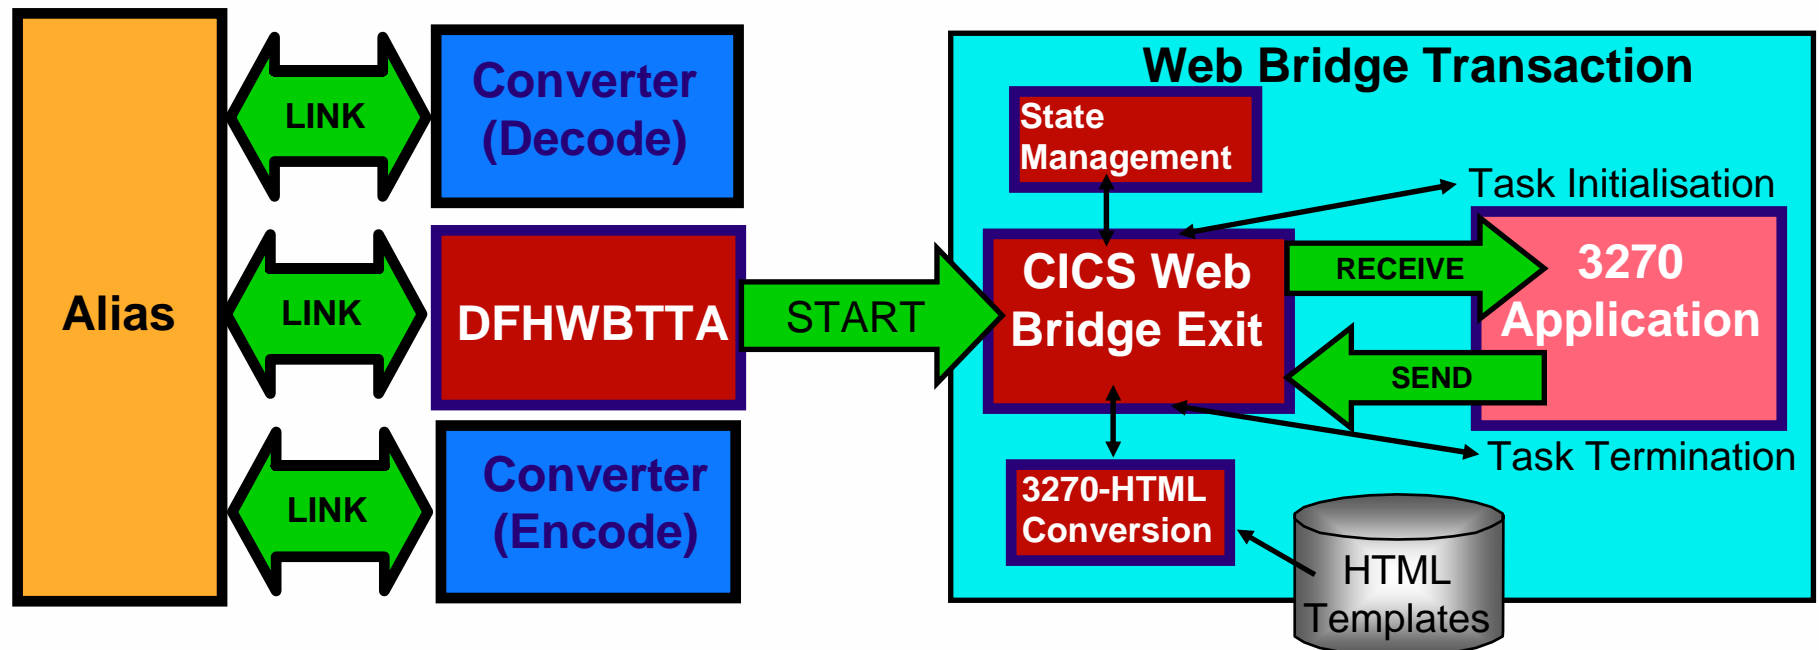 Alias
LINK
Converter
(Decode)
LINK
DFHWBTTA
START
LINK
Converter
(Encode)
Web Bridge Transaction
State
Management
Task Initialisation
CICS Web
Bridge Exit
RECEIVE
3270
Application
SEND
Task Termination
3270-HTML
Conversion
HTML
Templates